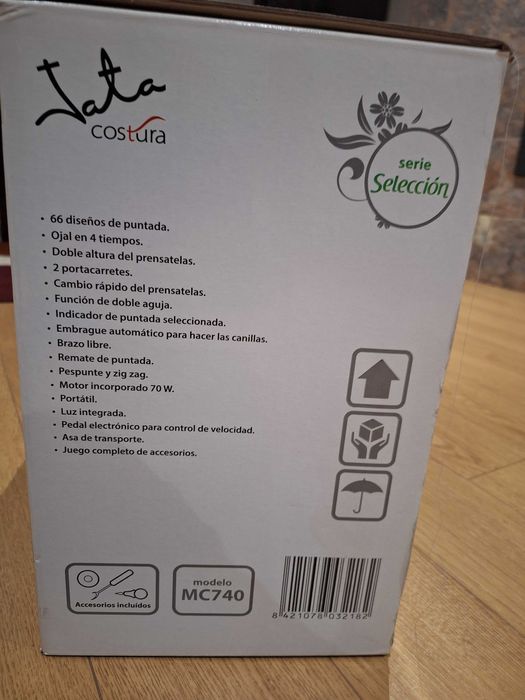 Jata
costura
serie
Selección
• 66 diseños de puntada.
• Ojal en 4 tiempos.
• Doble altura del prensatelas.
• 2 portacarretes.
• Cambio rápido del prensatelas.
• Función de doble aguja.
• Indicador de puntada seleccionada.
• Embrague automático para hacer las canillas.
• Brazo libre.
• Remate de puntada.
• Pespunte y zig zag.
• Motor incorporado 70 W.
• Portátil.
• Luz integrada.
• Pedal electrónico para control de velocidad.
• Asa de transporte.
• Juego completo de accesorios.
Accesorios incluídos
modelo
MC740
8 421078 032182